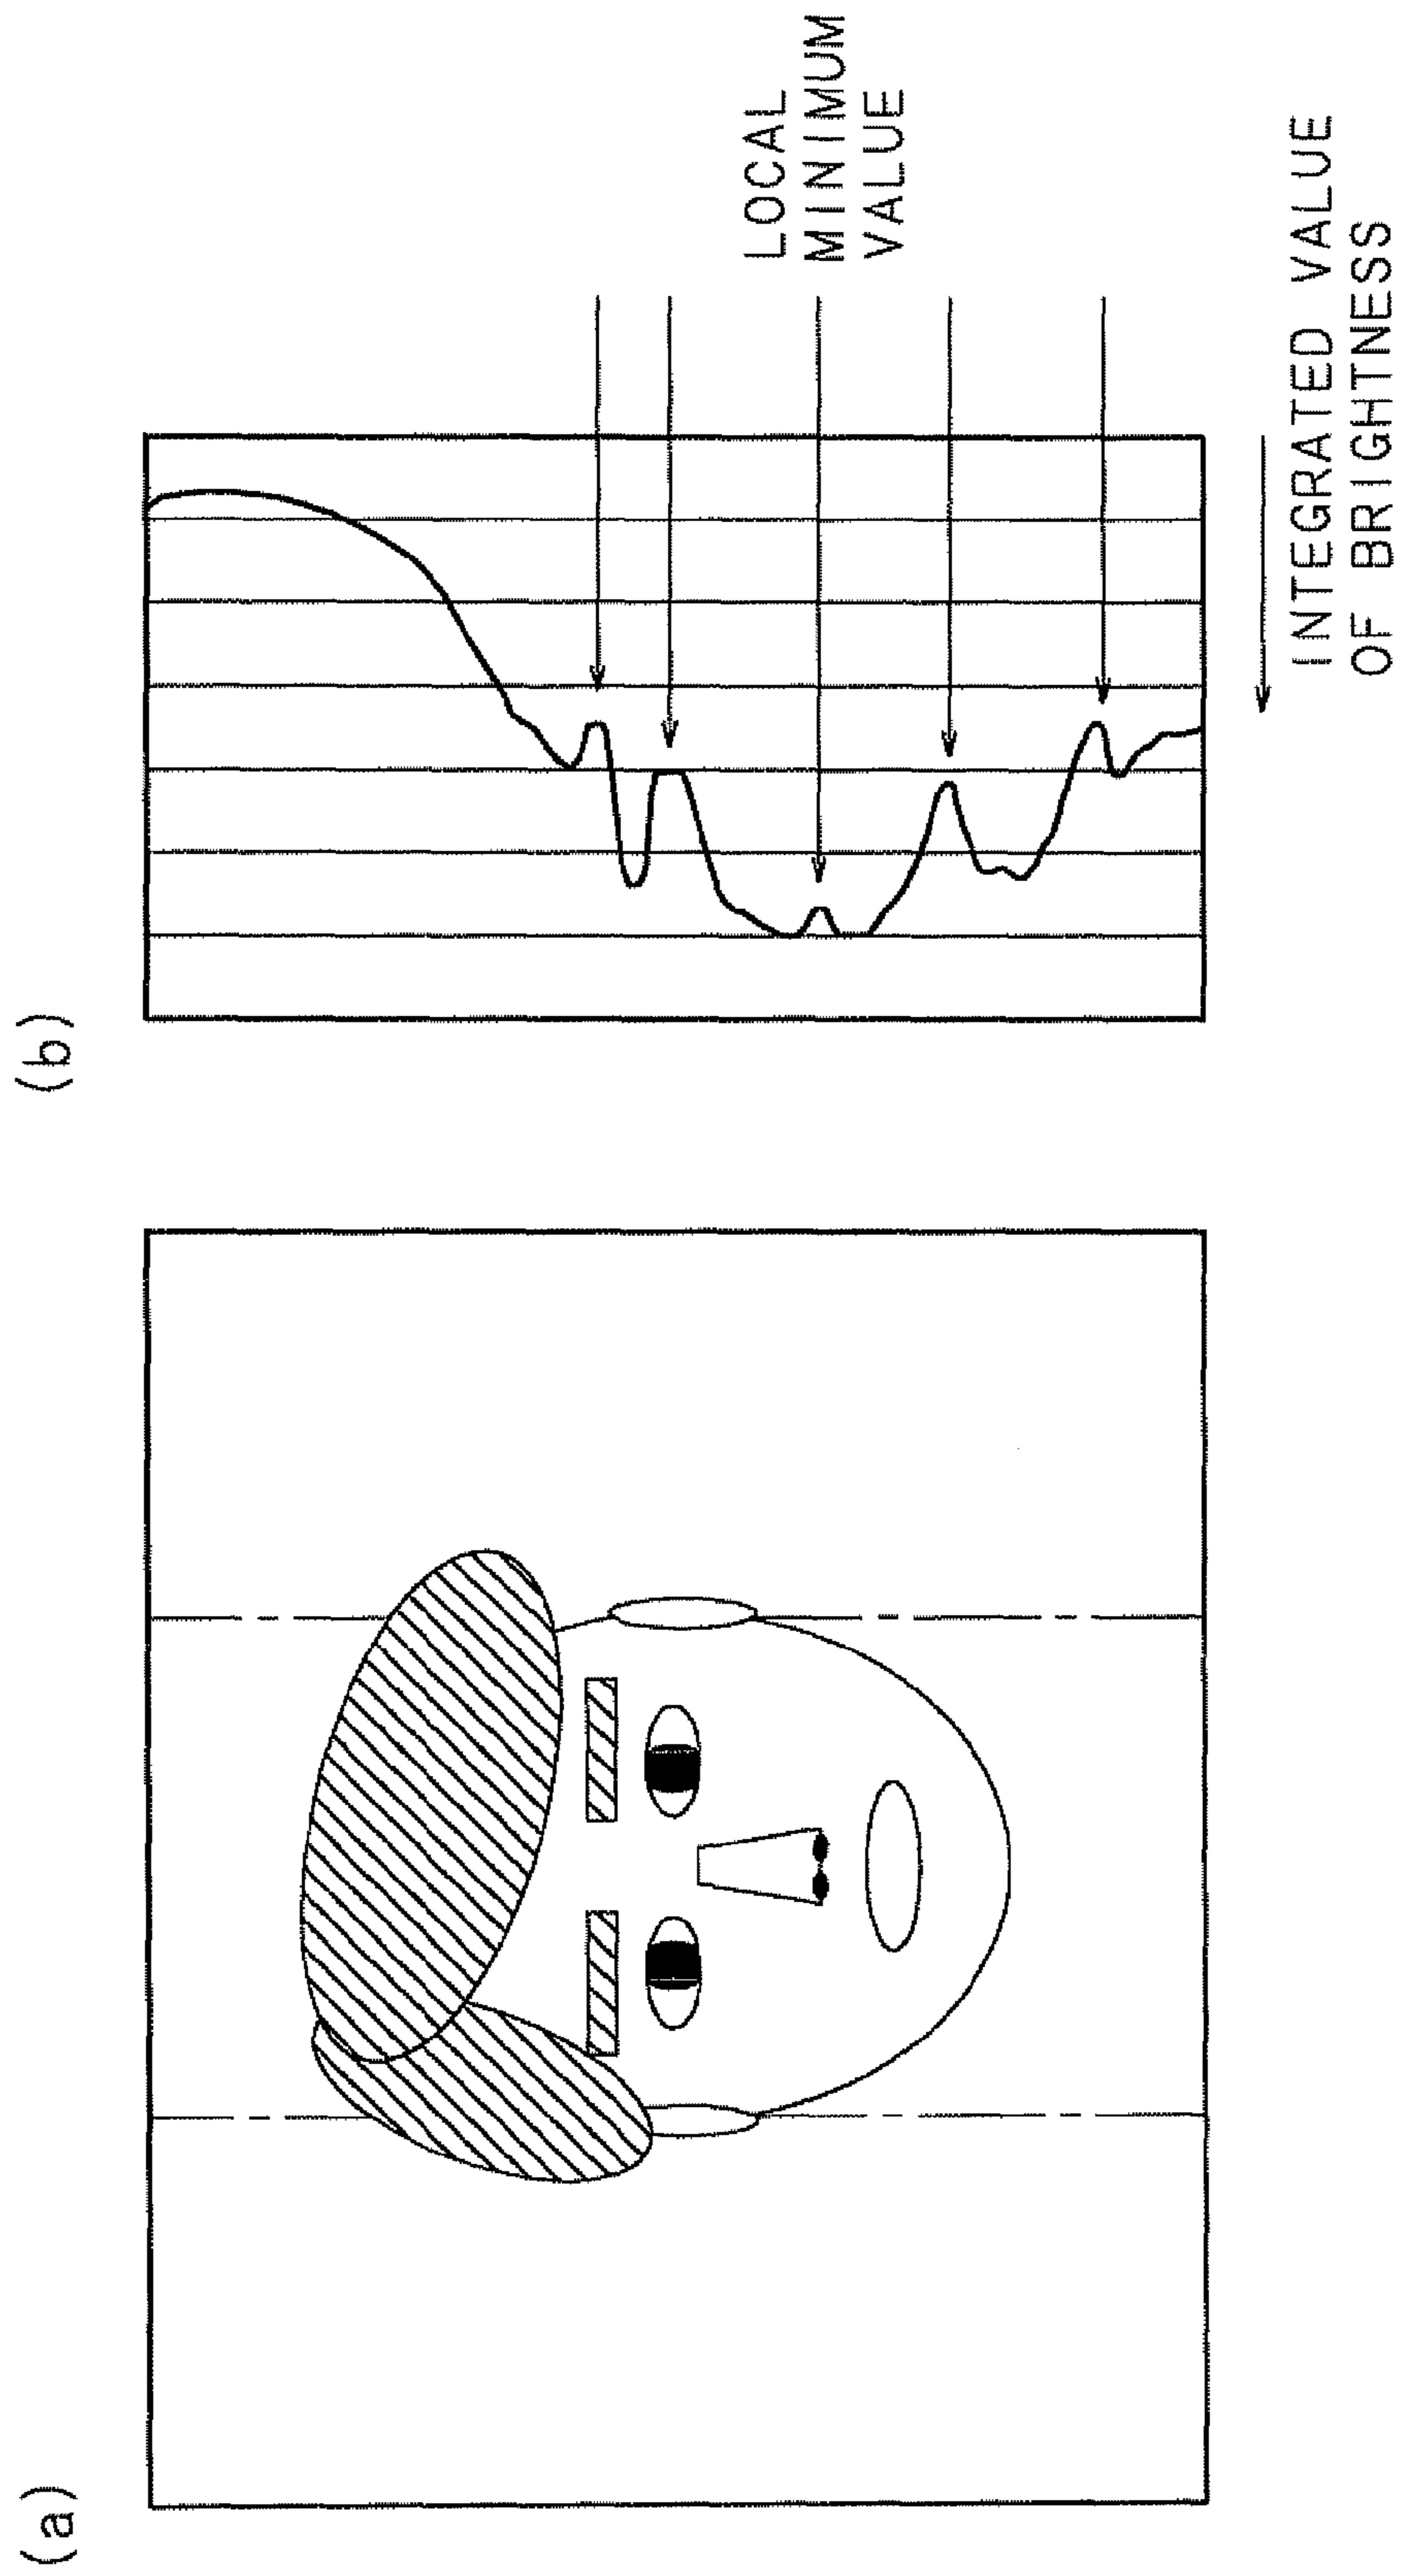 (a)
(b)
LOCAL
MINIMUM
VALUE
INTEGRATED VALUE
OF BRIGHTNESS